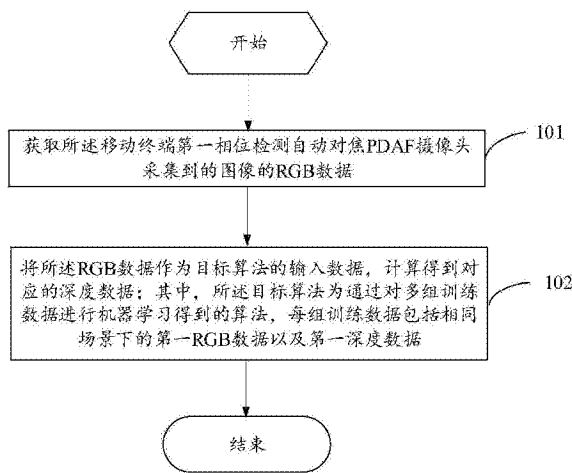 开始
获取所述移动终端第一相位检测自动对焦PDAF摄像头
采集到的图像的RGB数据
101
将所述RGB数据作为目标算法的输入数据，计算得到对
应的深度数据；其中，所述目标算法为通过对多组训练
数据进行机器学习得到的算法，每组训练数据包括相同
场景下的第一RGB数据以及第一深度数据
102
结束